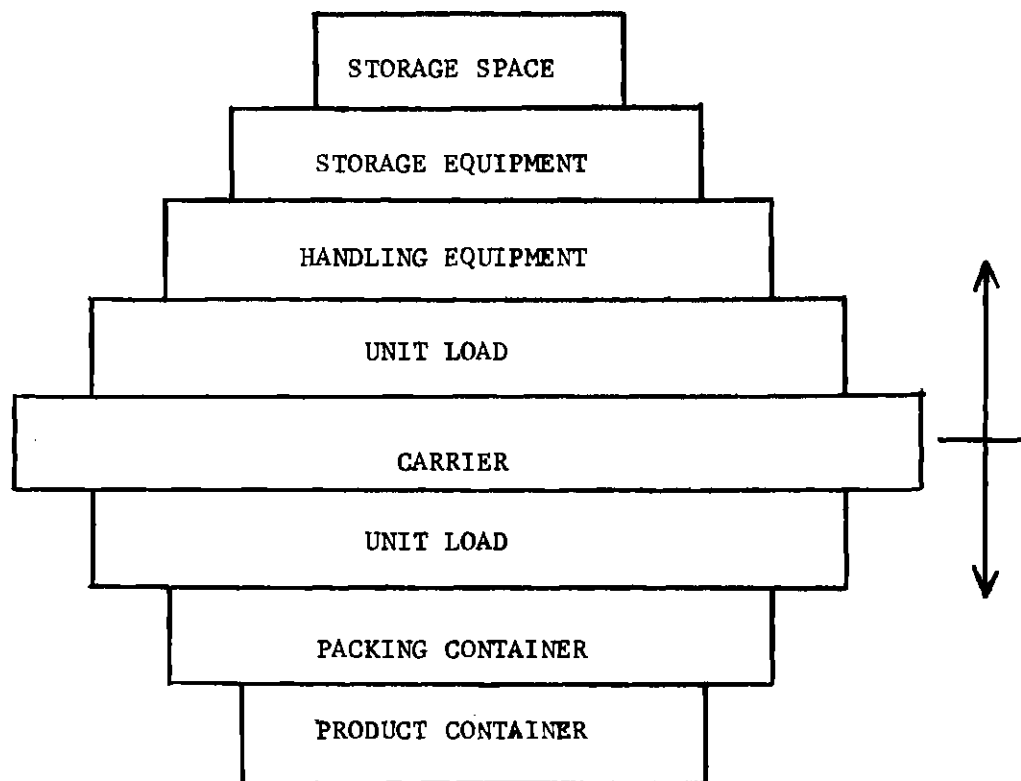 STORAGE SPACE
STORAGE EQUIPMENT
HANDLING EQUIPMENT
UNIT LOAD
CARRIER
UNIT LOAD
PACKING CONTAINER
PRODUCT CONTAINER